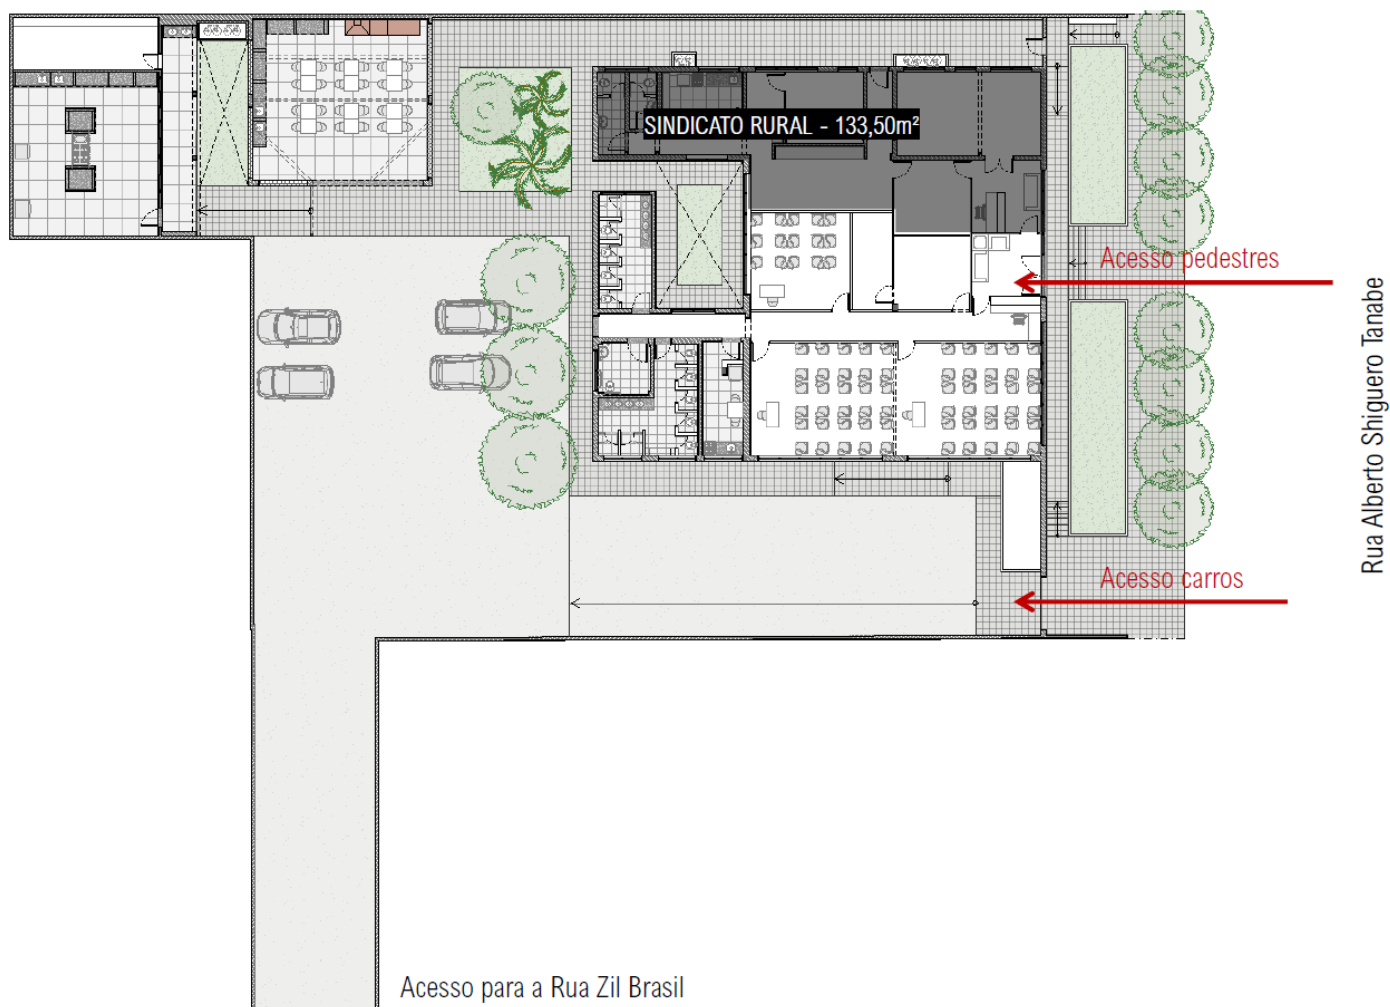 SINDICATO RURAL - 133,50m²
Acesso pedestres
Rua Alberto Shiguero Tanabe
Acesso carros
Acesso para a Rua Zil Brasil